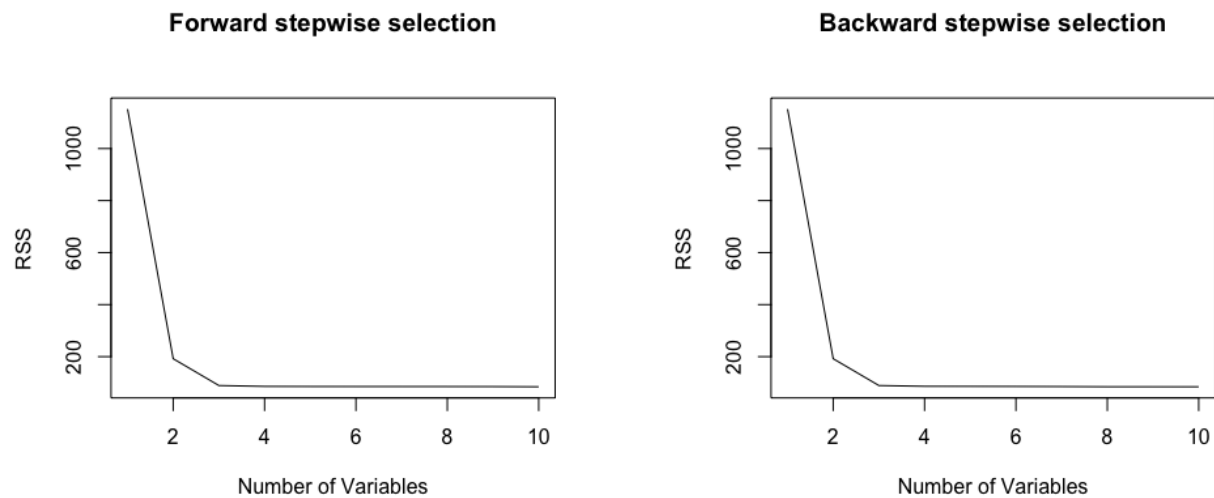 Forward stepwise selection
RSS
1000
600
200
2 4 6 8 10
Number of Variables
Backward stepwise selection
RSS
1000
600
200
2 4 6 8 10
Number of Variables